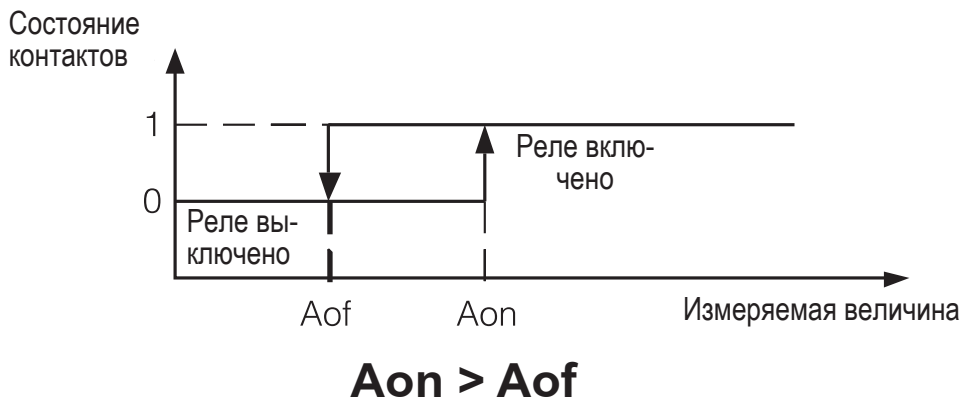 Состояние
контактов
1
Реле вклю-
чено
0
Реле вы-
ключено
Aof
Aon
Измеряемая величина
Aon > Aof